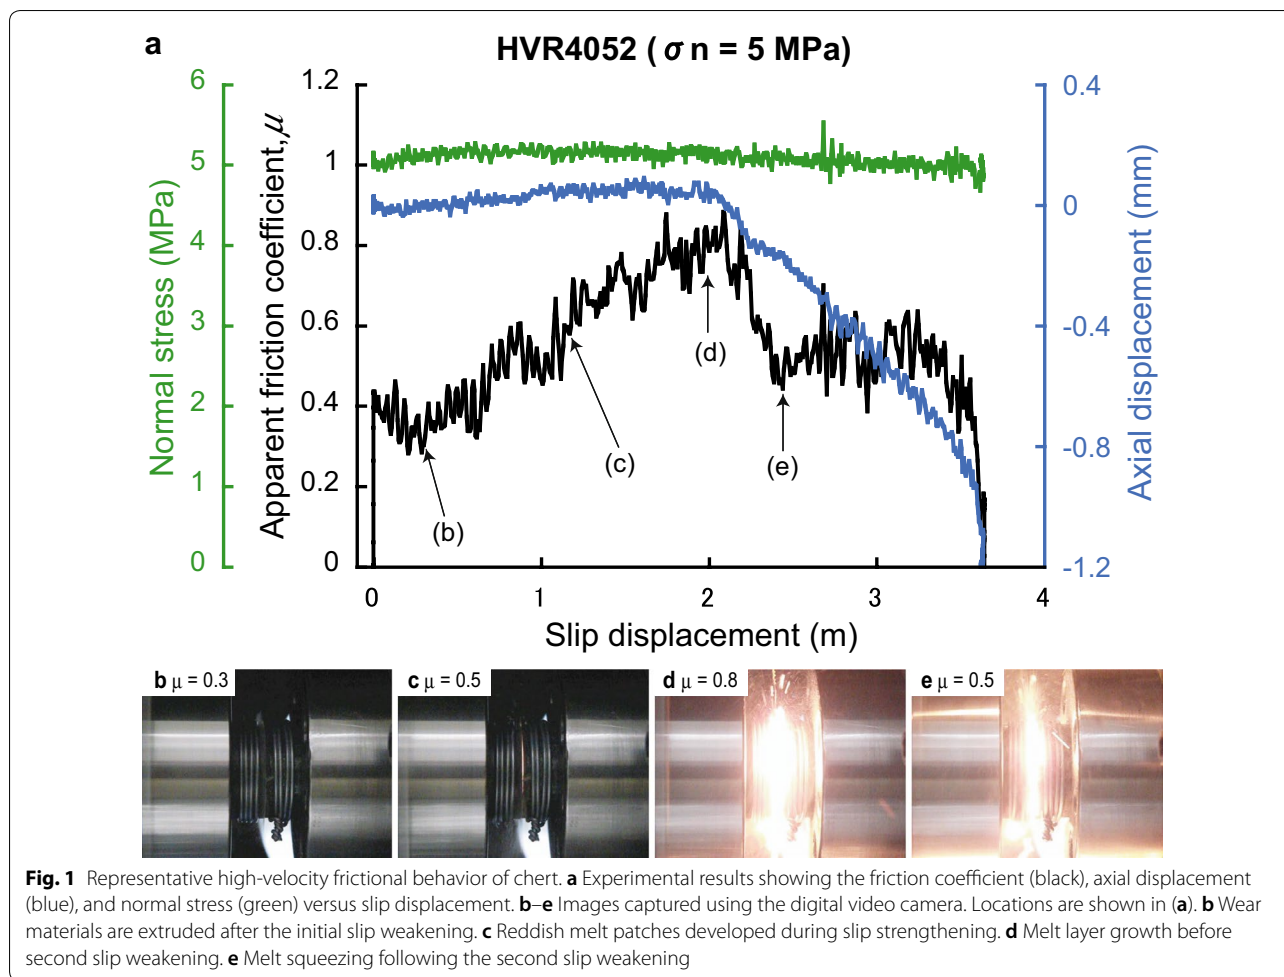 a
HVR4052 ( σ n = 5 MPa)
6
5
4
3
2
1
0
Normal stress (MPa)
1.2
1
0.8
0.6
0.4
0.2
0
Apparent friction coefficient,μ
0.4
0
-0.4
-0.8
-1.2
Axial displacement (mm)
(b)
(c)
(d)
(e)
0 1 2 3 4
Slip displacement (m)
b μ = 0.3
c μ = 0.5
d μ = 0.8
e μ = 0.5
Fig. 1 Representative high-velocity frictional behavior of chert. a Experimental results showing the friction coefficient (black), axial displacement
(blue), and normal stress (green) versus slip displacement. b–e Images captured using the digital video camera. Locations are shown in (a). b Wear
materials are extruded after the initial slip weakening. c Reddish melt patches developed during slip strengthening. d Melt layer growth before
second slip weakening. e Melt squeezing following the second slip weakening